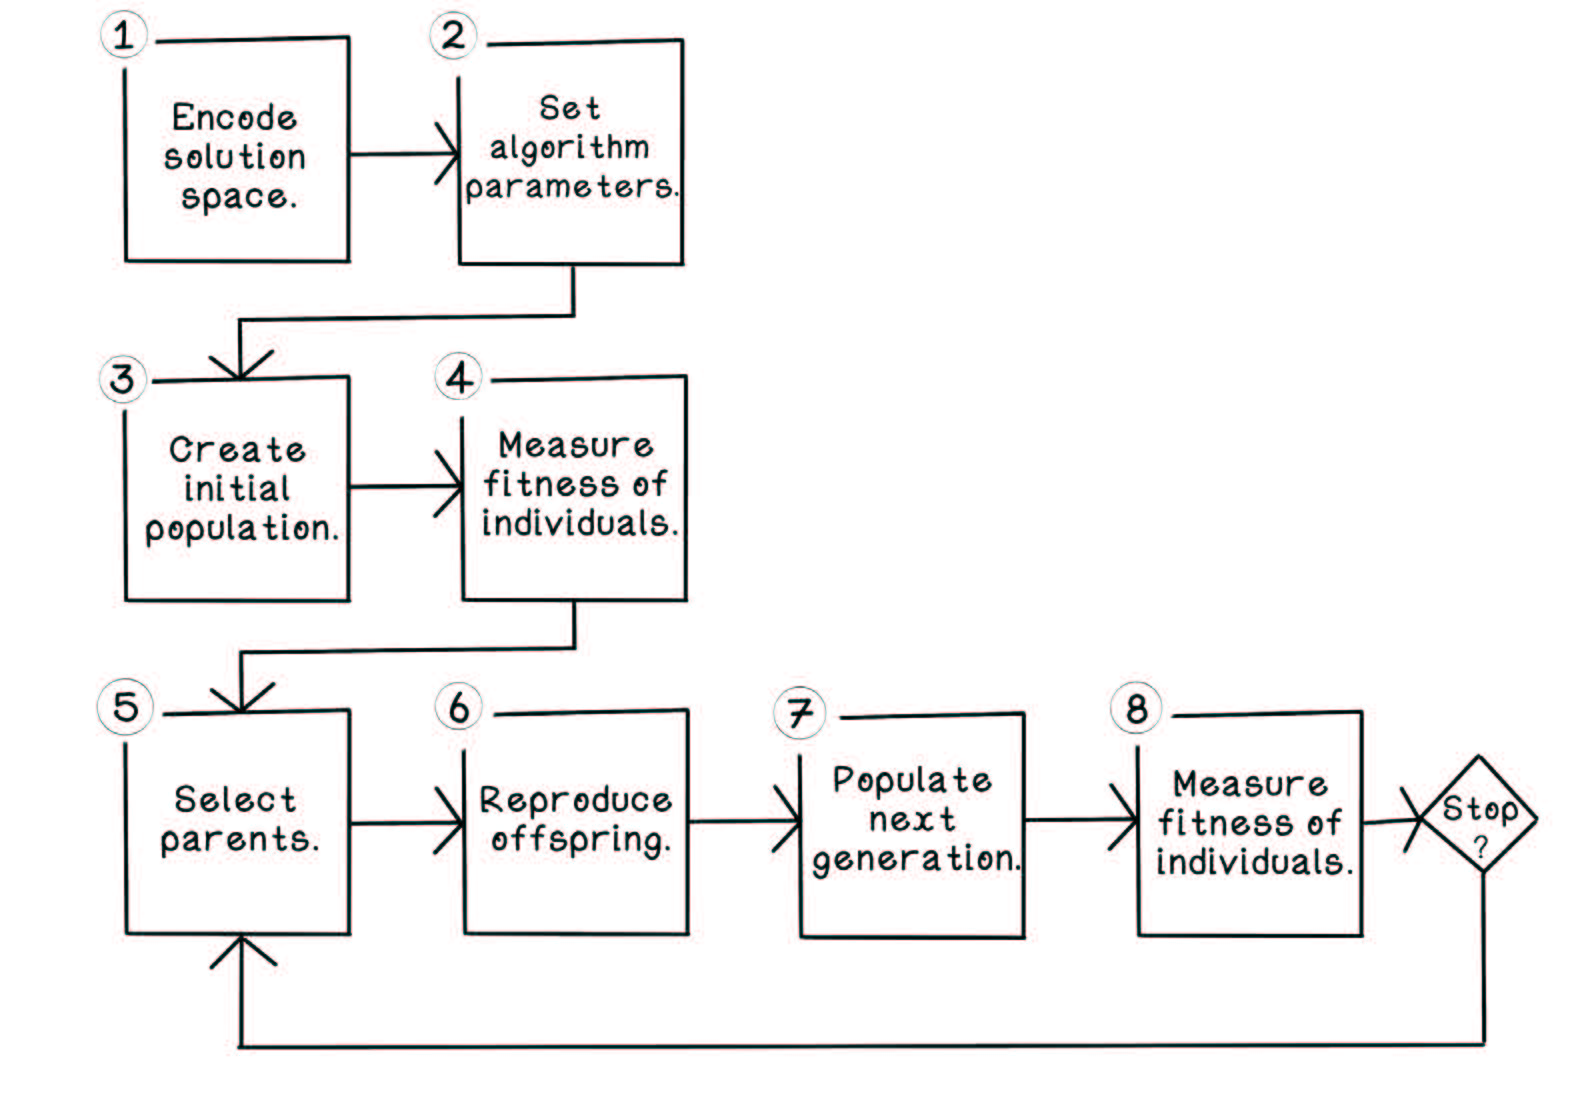 1
Encode
solution
space.
2
Set
algorithm
parameters.
3
Create
initial
population.
4
Measure
fitness of
individuals.
5
Select
parents.
6
Reproduce
offspring.
7
Populate
next
generation.
8
Measure
fitness of
individuals.
Stop
?